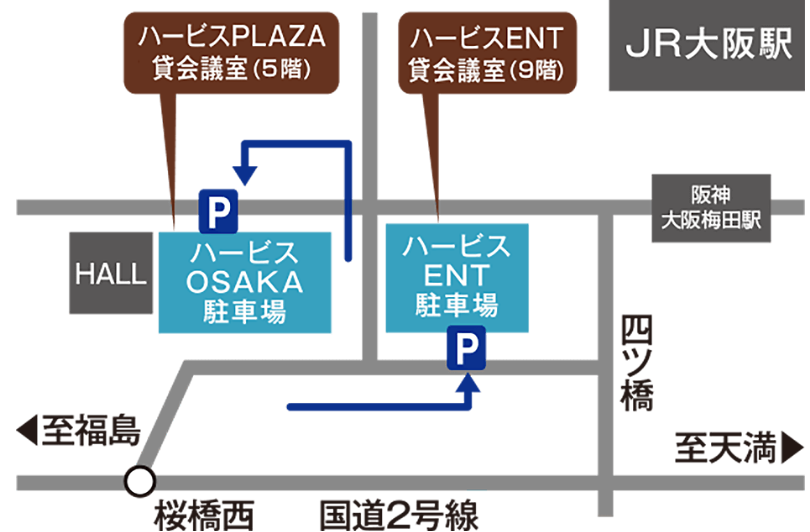 ハービスPLAZA
貸会議室(5階)
ハービスENT
貸会議室(9階)
JR大阪駅
阪神
大阪梅田駅
P
HALL
ハービス
OSAKA
駐車場
ハービス
ENT
駐車場
P
四ツ橋
◀至福島
至天満▶
桜橋西
国道2号線